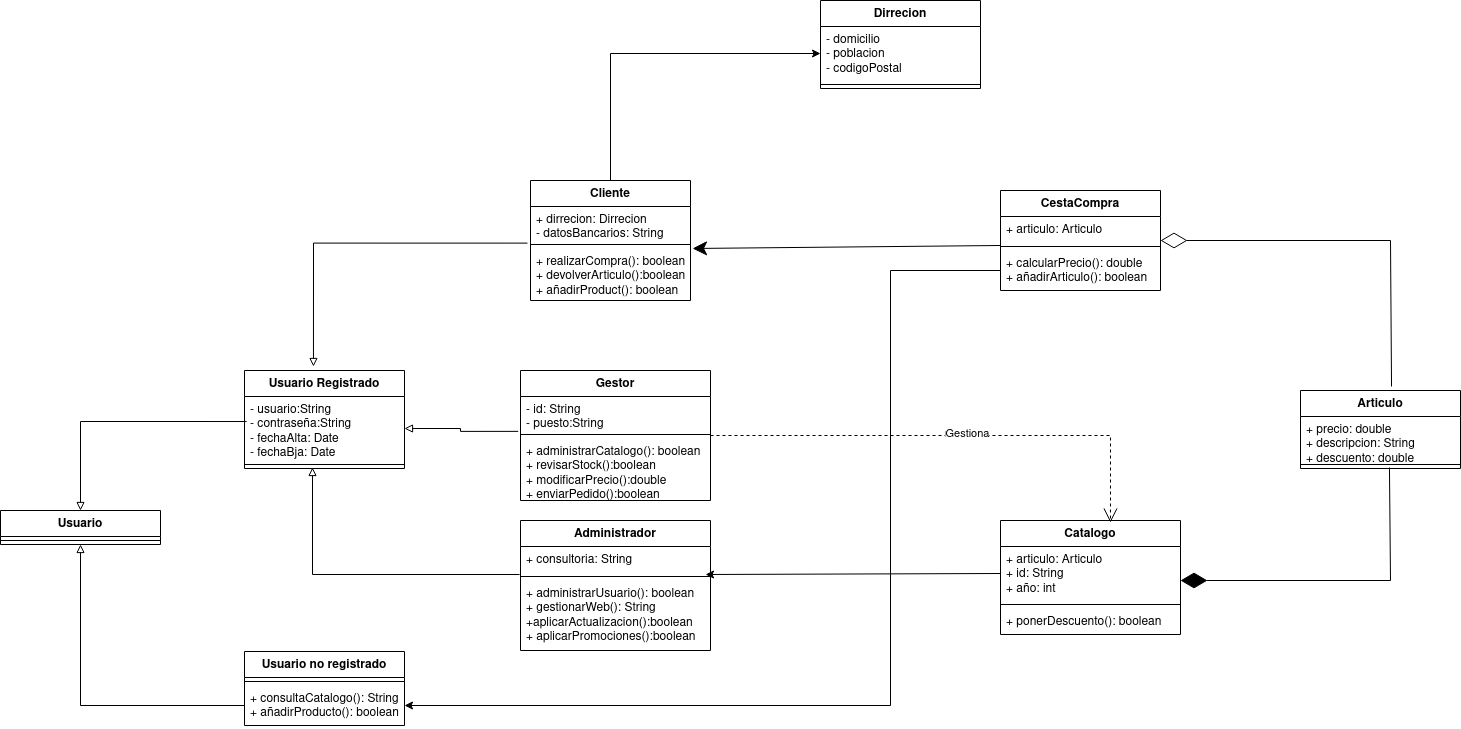 Dirrecion
- domicilio
- poblacion
- codigoPostal
Cliente
+ dirrecion: Dirrecion
- datosBancarios: String
+ realizarCompra(): boolean
+ devolverArticulo():boolean
+ añadirProduct(): boolean
CestaCompra
+ articulo: Articulo
+ calcularPrecio(): double
+ añadirArticulo(): boolean
Usuario Registrado
- usuario:String
- contraseña:String
- fechaAlta: Date
- fechaBja: Date
Gestor
- id: String
- puesto:String
+ administrarCatalogo(): boolean
+ revisarStock():boolean
+ modificarPrecio():double
+ enviarPedido():boolean
Gestiona
Articulo
+ precio: double
+ descripcion: String
+ descuento: double
Usuario
Administrador
+ consultoria: String
+ administrarUsuario(): boolean
+ gestionarWeb(): String
+aplicarActualizacion():boolean
+ aplicarPromociones():boolean
Catalogo
+ articulo: Articulo
+ id: String
+ año: int
+ ponerDescuento(): boolean
Usuario no registrado
+ consultaCatalogo(): String
+ añadirProducto(): boolean